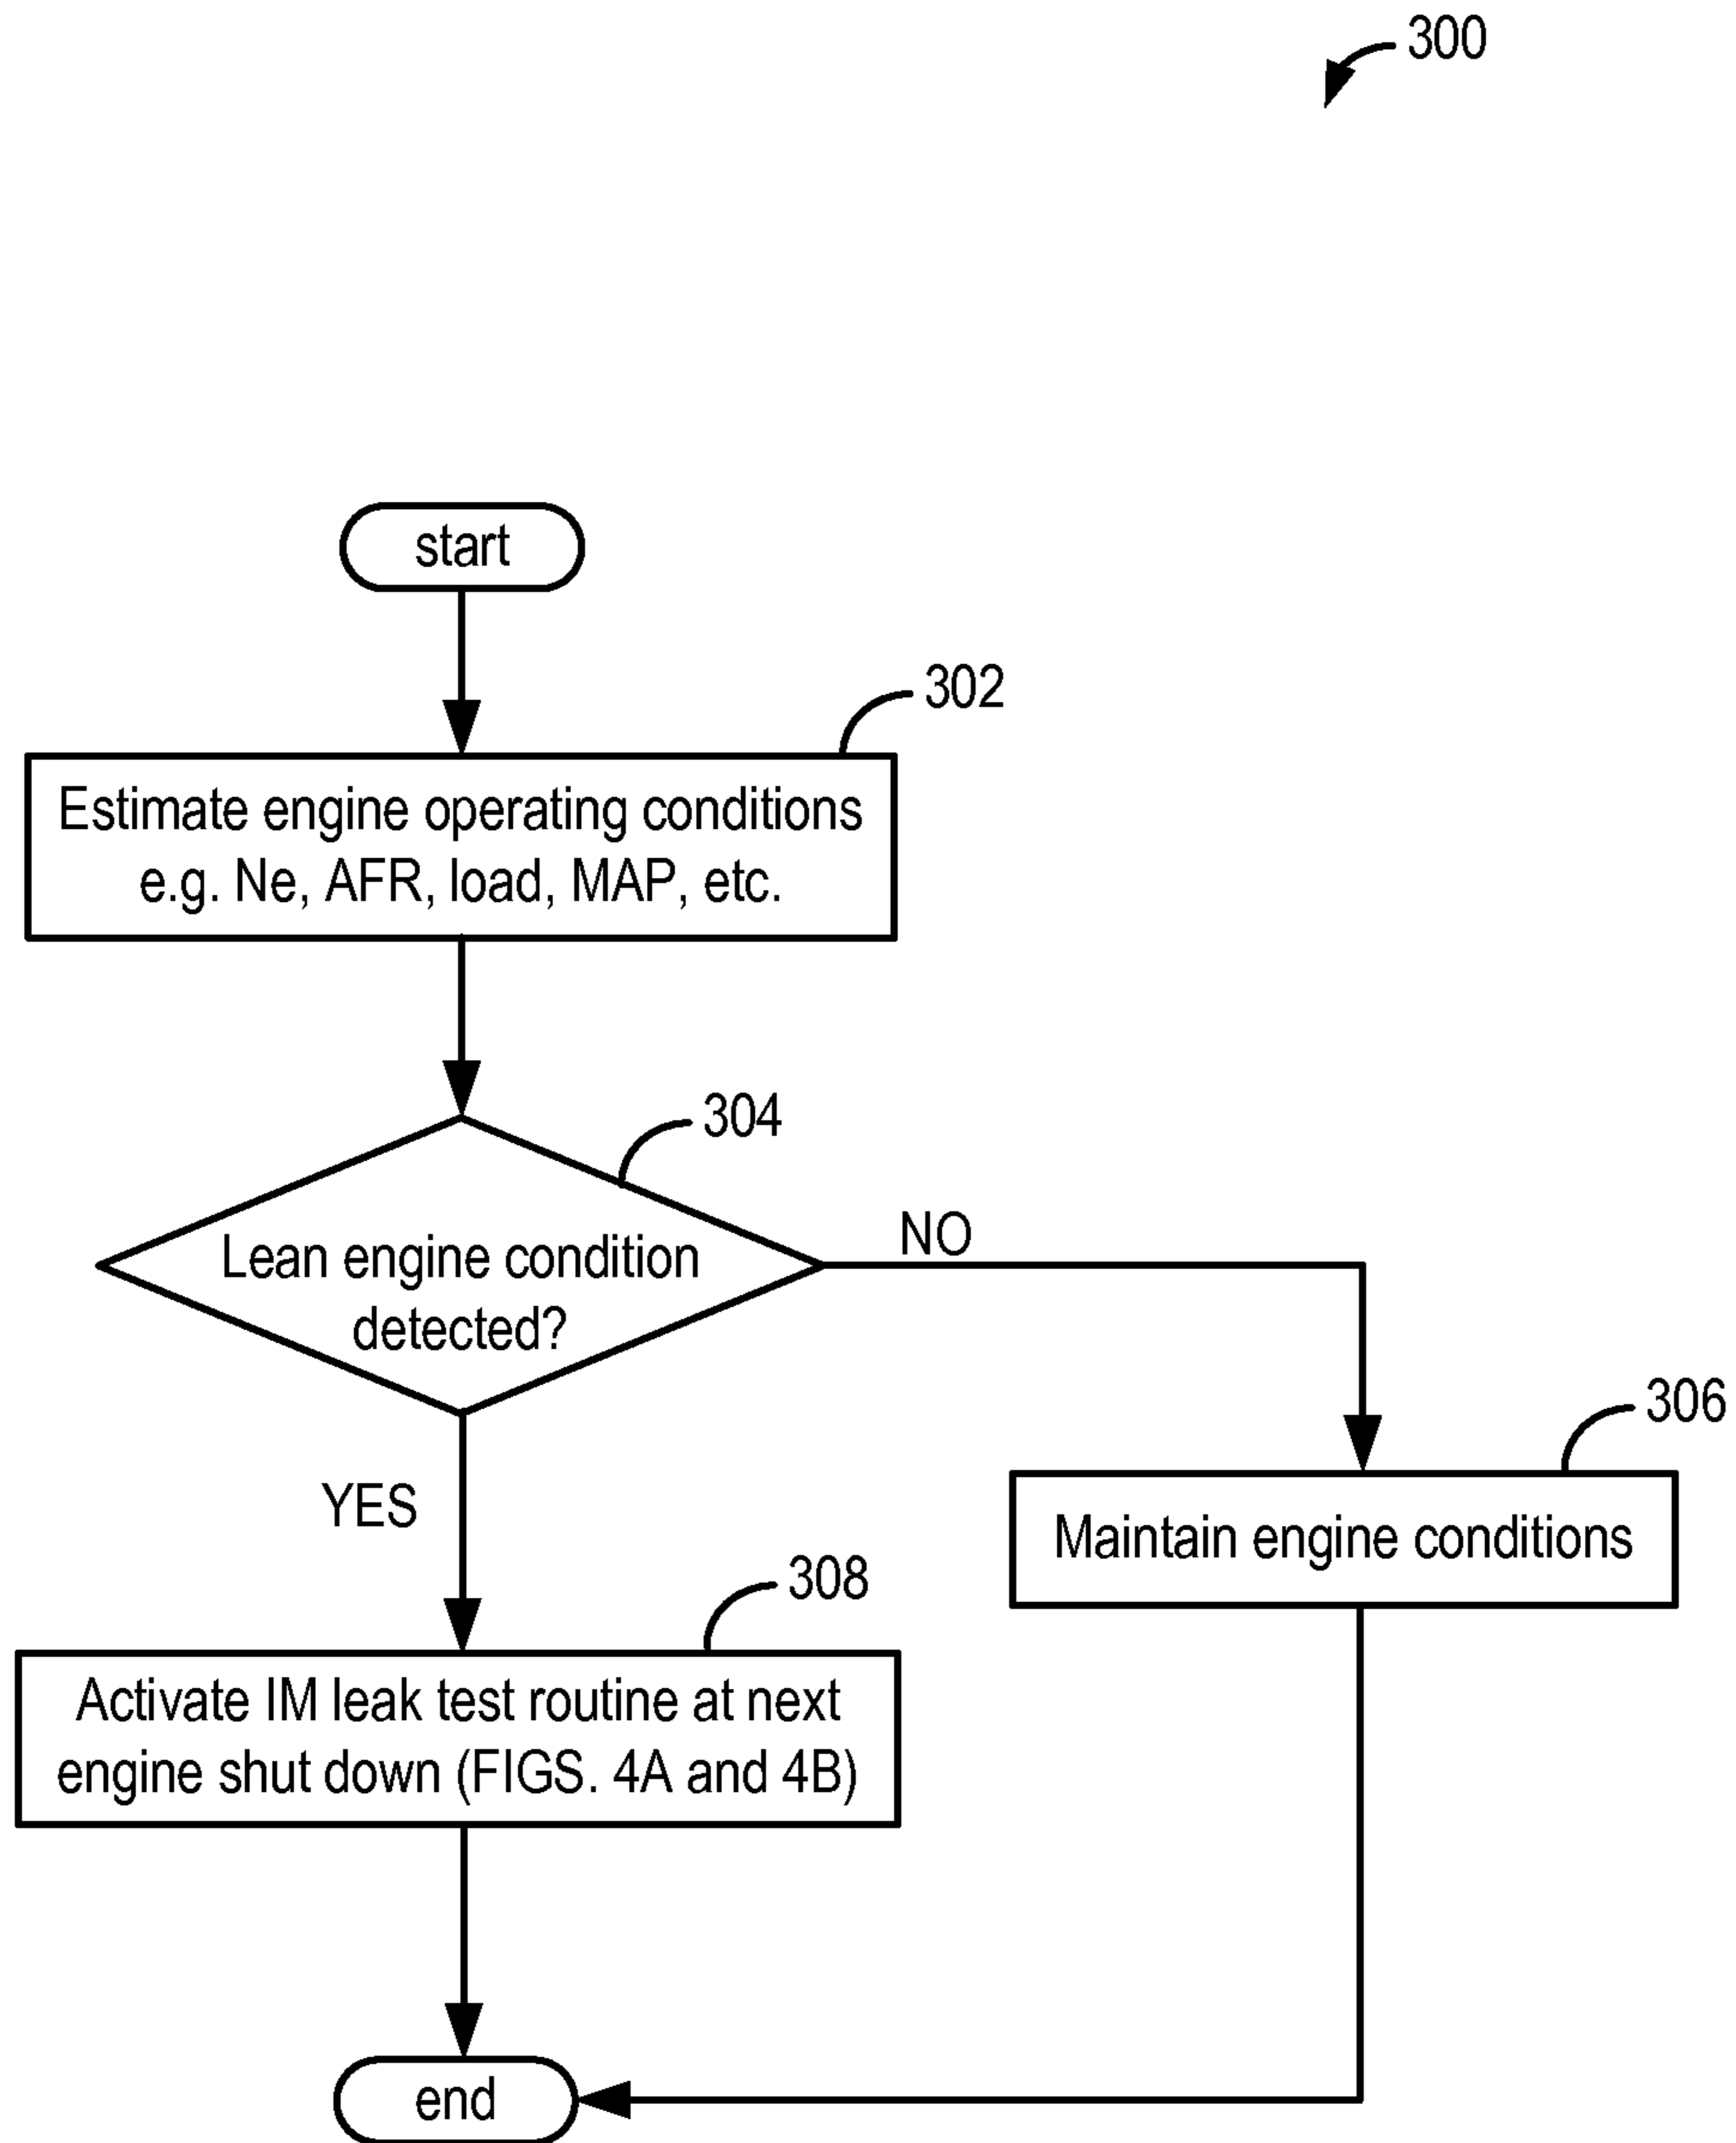 300
start
302
Estimate engine operating conditions
e.g. Ne, AFR, load, MAP, etc.
304
Lean engine condition
detected?
NO
YES
306
Maintain engine conditions
308
Activate IM leak test routine at next
engine shut down (FIGS. 4A and 4B)
end